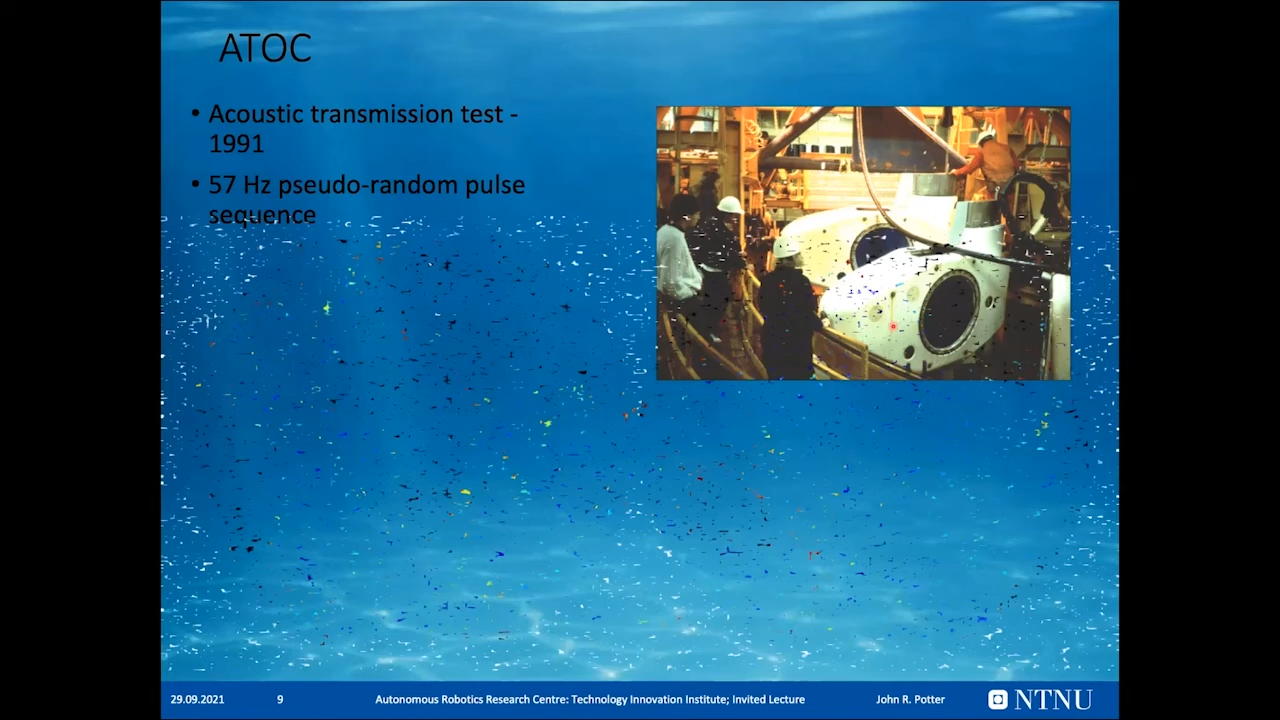 ATOC
• Acoustic transmission test -
1991
• 57 Hz pseudo-random pulse
sequence
29.09.2021 9 Autonomous Robotics Research Centre: Technology Innovation Institute; Invited Lecture John R. Potter NTNU